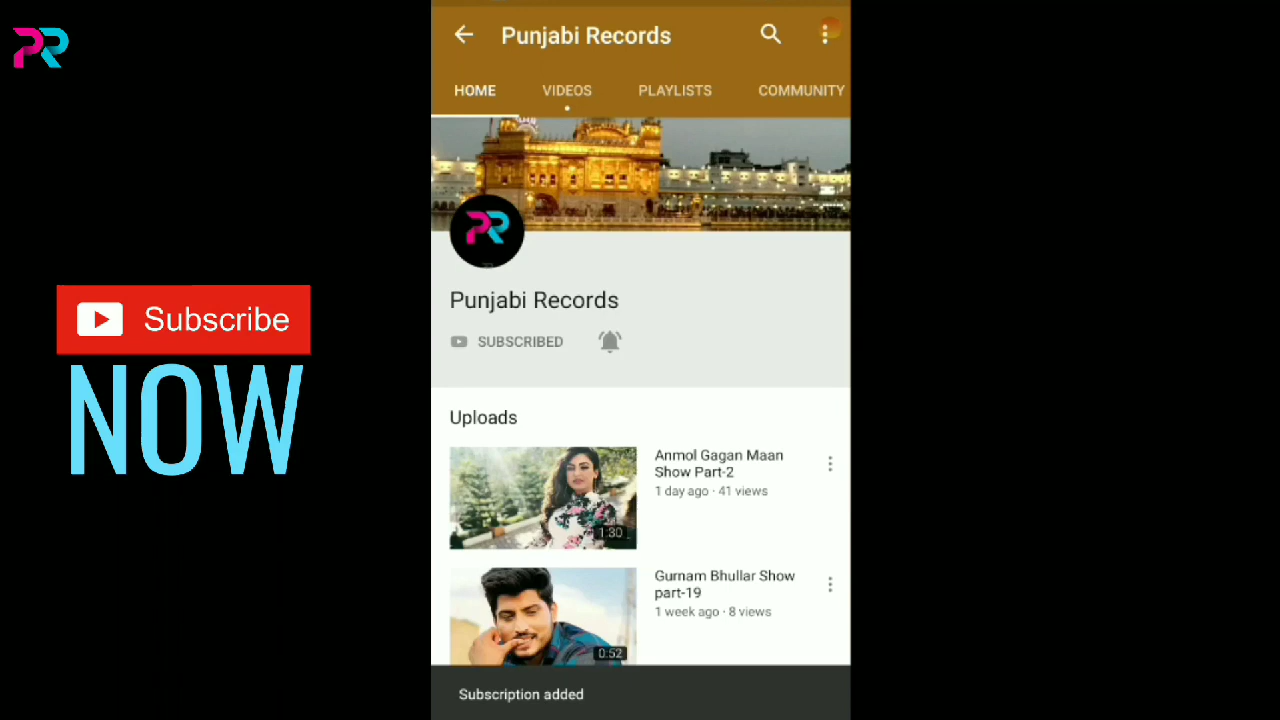 PR
Punjabi Records
HOME VIDEOS PLAYLISTS COMMUNITY
PR
Punjabi Records
SUBSCRIBED
Subscribe
NOW
Uploads
Anmol Gagan Maan
Show Part-2
1 day ago · 41 views
1:30
Gurnam Bhullar Show
part-19
1 week ago · 8 views
0:52
Subscription added